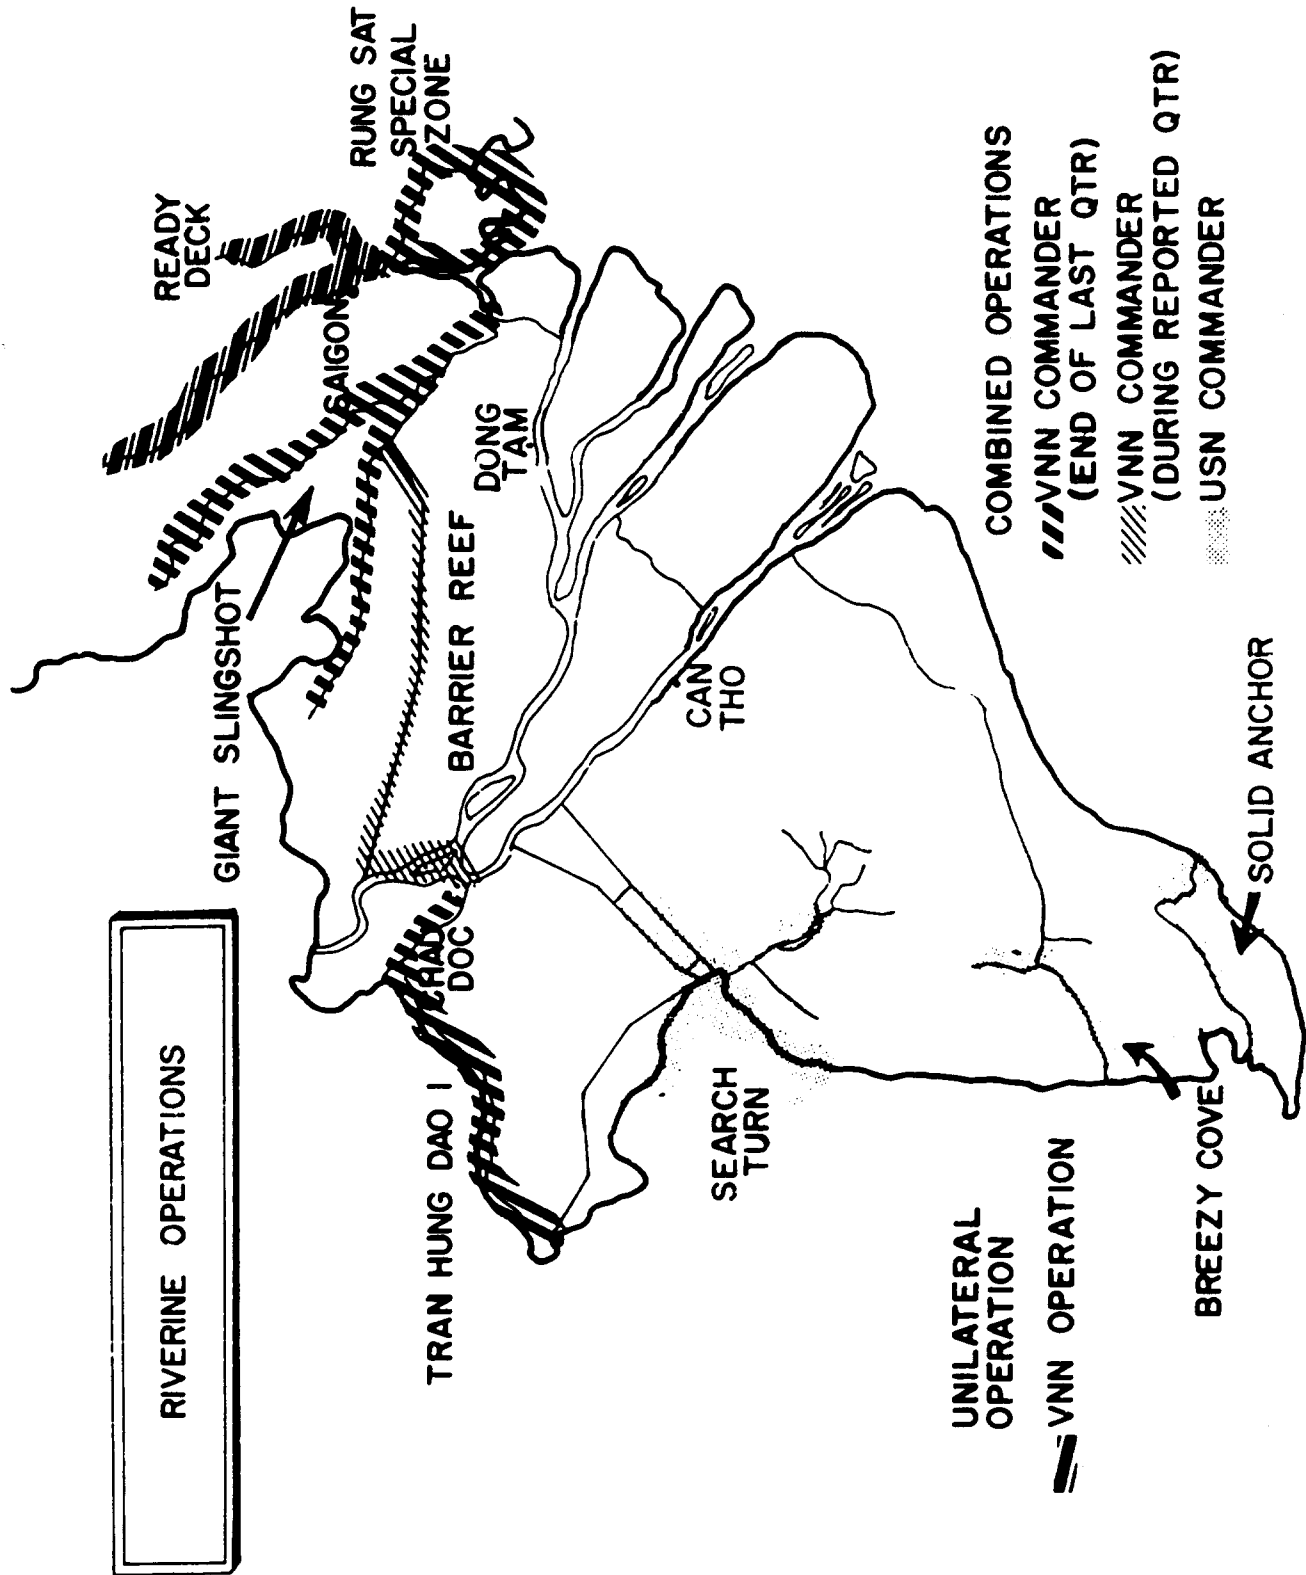 RIVERINE OPERATIONS
READY
DECK
RUNG SAT
SPECIAL
ZONE
SAIGON
GIANT SLINGSHOT
DONG
TAM
BARRIER REEF
CHAU
DOC
TRAN HUNG DAO I
CAN
THO
SEARCH
TURN
SOLID ANCHOR
BREEZY COVE
UNILATERAL
OPERATION
VNN OPERATION
COMBINED OPERATIONS
VNN COMMANDER
(END OF LAST QTR)
VNN COMMANDER
(DURING REPORTED QTR)
USN COMMANDER